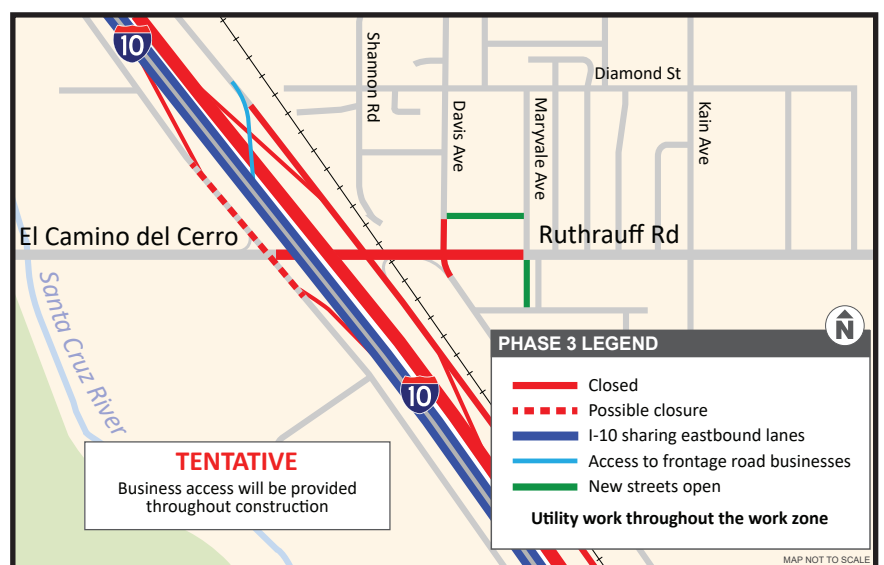 10
Shannon Rd
Davis Ave
Maryvale Ave
Diamond St
Kain Ave
El Camino del Cerro
Ruthrauff Rd
Santa Cruz River
10
N
PHASE 3 LEGEND
Closed
Possible closure
I-10 sharing eastbound lanes
Access to frontage road businesses
New streets open
Utility work throughout the work zone
TENTATIVE
Business access will be provided
throughout construction
MAP NOT TO SCALE